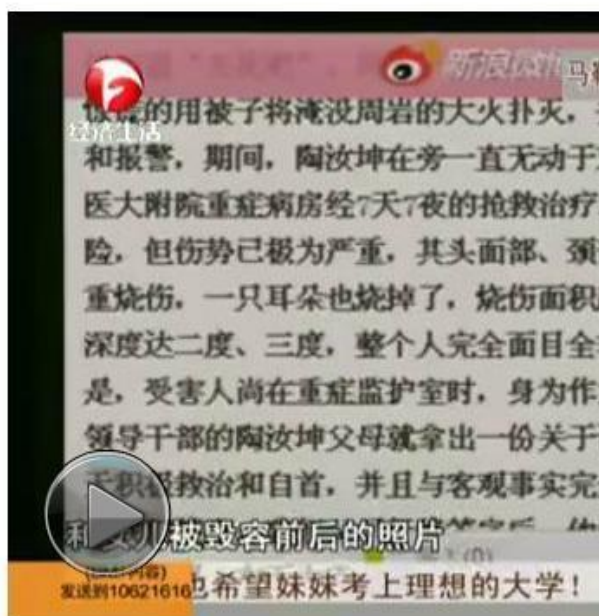 新浪微博
马
经济生活
惊慌的用被子将淹没周岩的大火扑灭，
和报警，期间，陶汝坤在旁一直无动于
医大附院重症病房经7天7夜的抢救治疗
险，但伤势已极为严重，其头面部、颈
重烧伤，一只耳朵也烧掉了，烧伤面积
深度达二度、三度，整个人完全面目全
是，受害人尚在重症监护室时，身为作
领导干部的陶汝坤父母就拿出一份关于
积极救治和自首，并且与客观事实完
和女儿被毁容前后的照片
(0)
发送到10621616
也希望妹妹考上理想的大学！